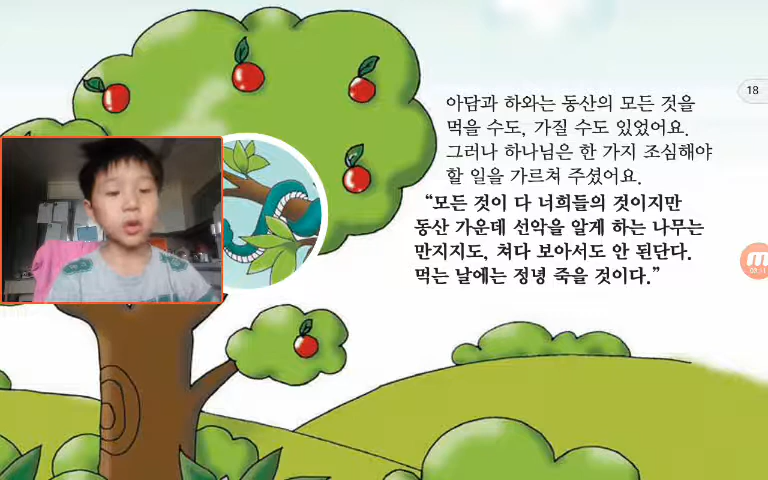 18
아담과 하와는 동산의 모든 것을
먹을 수도, 가질 수도 있었어요.
그러나 하나님은 한 가지 조심해야
할 일을 가르쳐 주셨어요.
“모든 것이 다 너희들의 것이지만
동산 가운데 선악을 알게 하는 나무는
만지지도, 쳐다 보아서도 안 된단다.
먹는 날에는 정녕 죽을 것이다.”